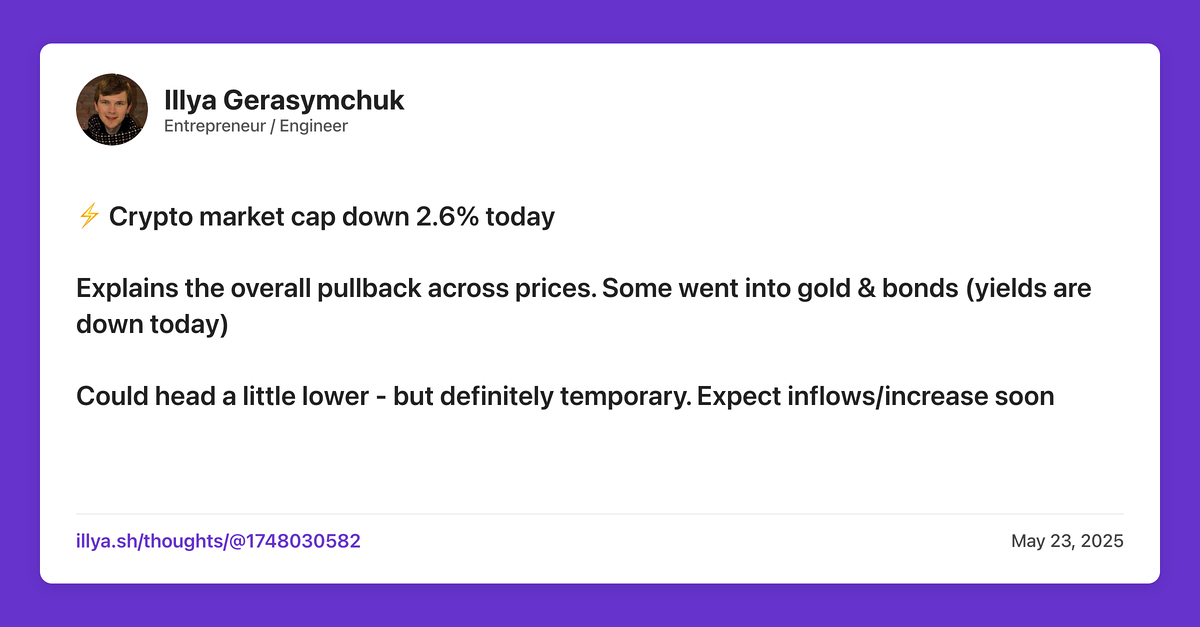 Illya Gerasymchuk
Entrepreneur / Engineer
⚡ Crypto market cap down 2.6% today
Explains the overall pullback across prices. Some went into gold & bonds (yields are
down today)
Could head a little lower - but definitely temporary. Expect inflows/increase soon
illya.sh/thoughts/@1748030582
May 23, 2025